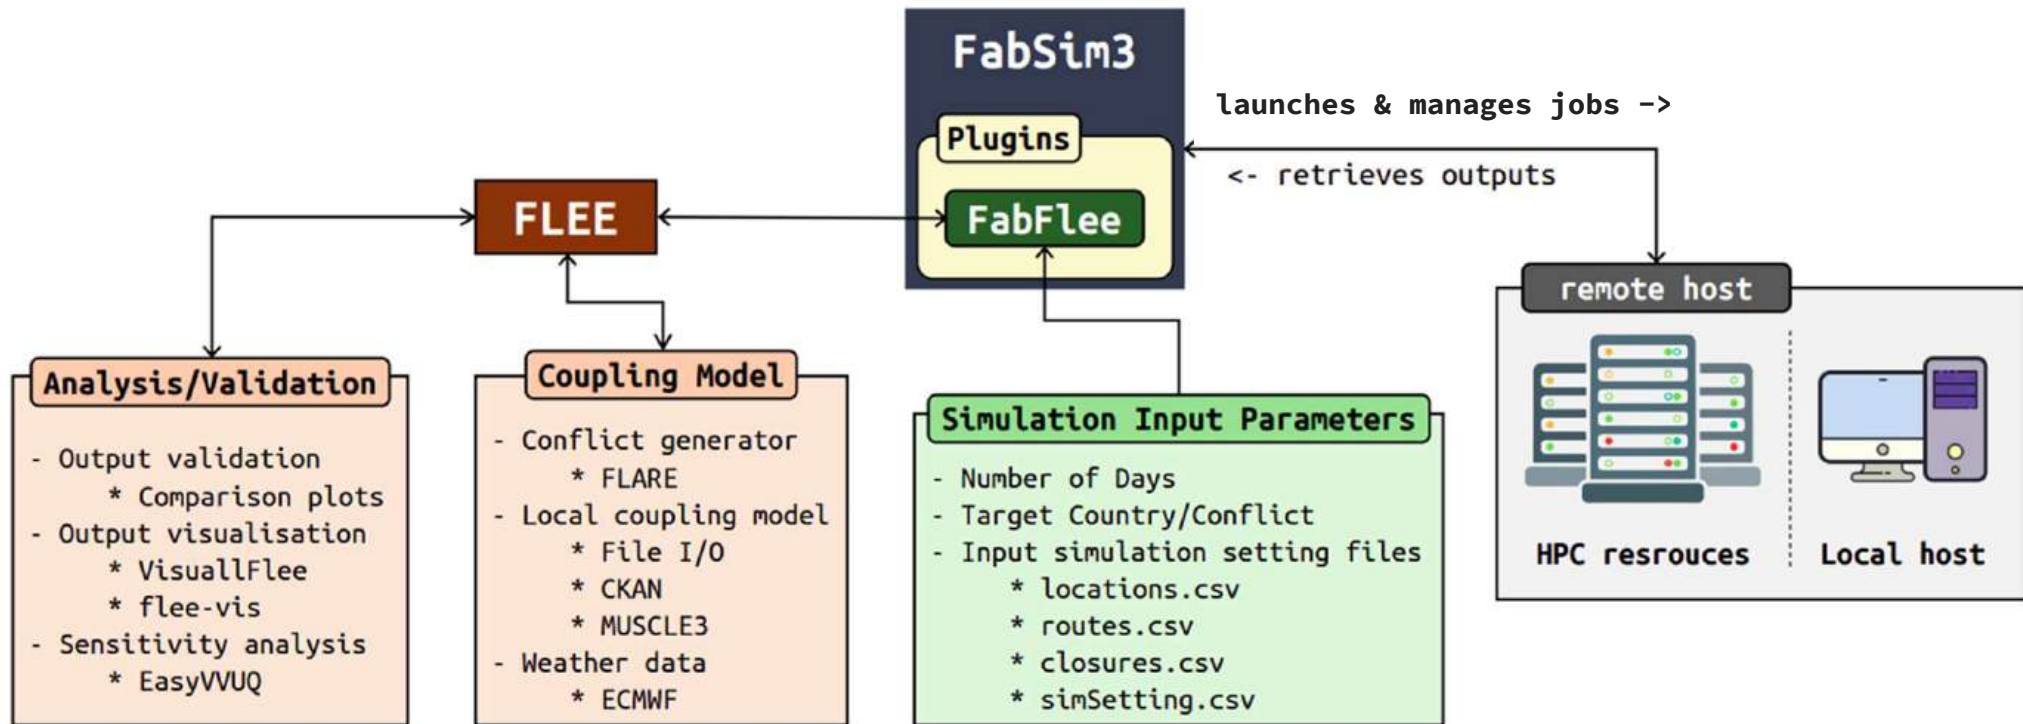 FabSim3
launches & manages jobs ->
Plugins
<- retrieves outputs
FLEE
FabFlee
remote host
Analysis/Validation
- Output validation
* Comparison plots
- Output visualisation
* VisuallFlee
* flee-vis
- Sensitivity analysis
* EasyVVUQ
Coupling Model
- Conflict generator
* FLARE
- Local coupling model
* File I/O
* CKAN
* MUSCLE3
- Weather data
* ECMWF
Simulation Input Parameters
- Number of Days
- Target Country/Conflict
- Input simulation setting files
* locations.csv
* routes.csv
* closures.csv
* simSetting.csv
HPC resrouces
Local host